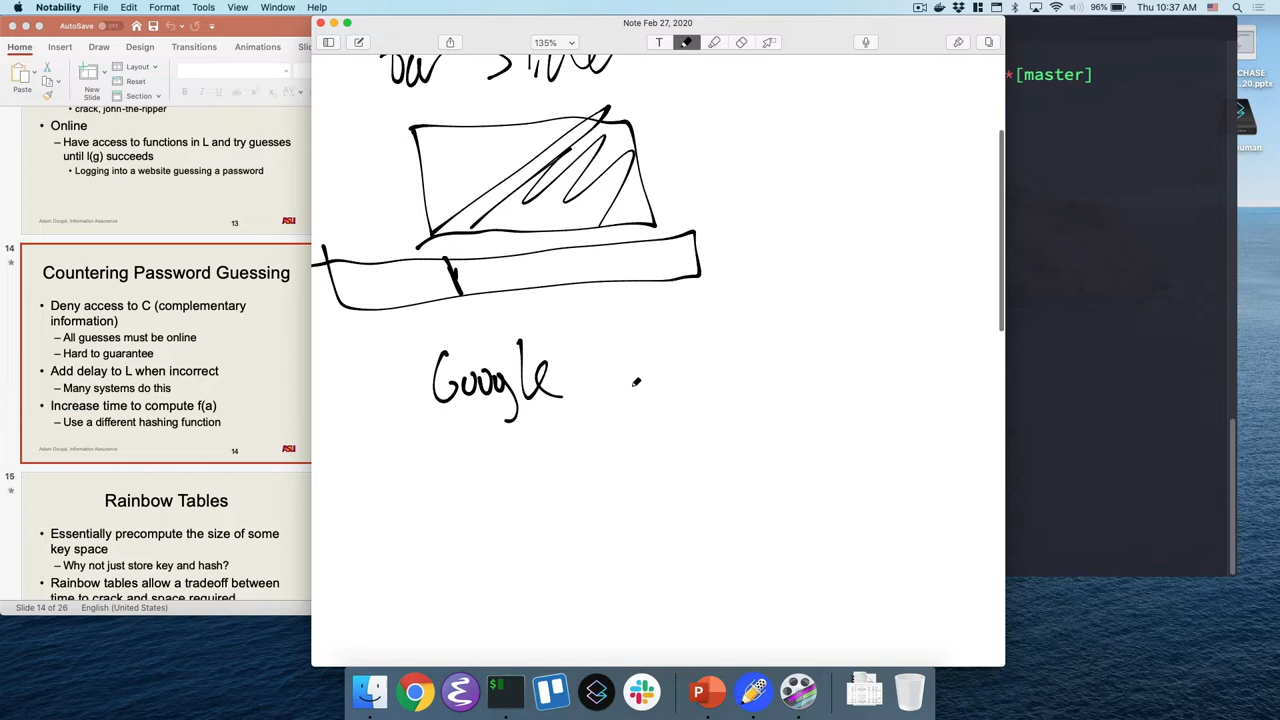 Notability File Edit Format Tools View Window Help
96% Thu Feb 27 10:37 AM
AutoSave OFF
Home Insert Draw Design Transitions Animations
Paste
New Slide
Layout
Reset
Section
crack, john-the-ripper
• Online
– Have access to functions in L and try guesses until l(g) succeeds
• Logging into a website guessing a password
Adam Doupé, Information Assurance
13
ASU
14
Countering Password Guessing
• Deny access to C (complementary information)
– All guesses must be online
– Hard to guarantee
• Add delay to L when incorrect
– Many systems do this
• Increase time to compute f(a)
– Use a different hashing function
Adam Doupé, Information Assurance
14
ASU
15
Rainbow Tables
• Essentially precompute the size of some key space
– Why not just store key and hash?
• Rainbow tables allow a tradeoff between time to crack and space required
Slide 14 of 26 English (United States)
Note Feb 27, 2020
135%
T
Google
*[master]
CHASE
.20.pptx
human